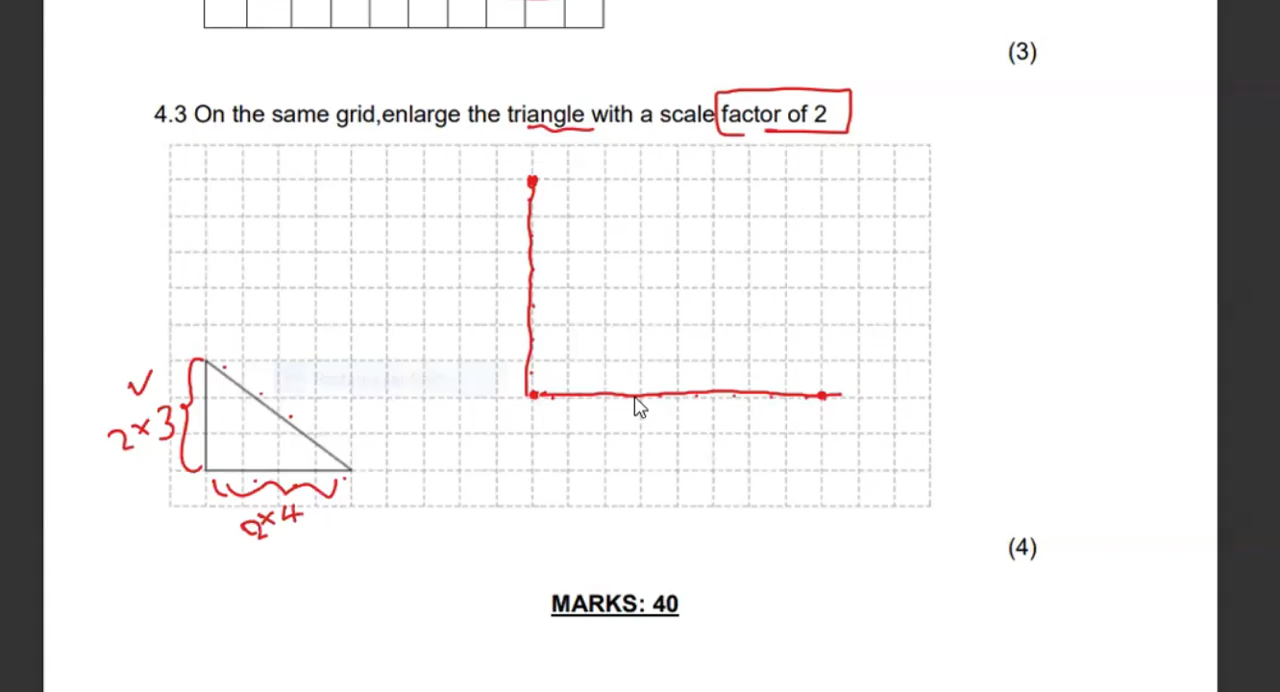 (3)
4.3 On the same grid,enlarge the triangle with a scale factor of 2
2×3
2×4
(4)
MARKS: 40